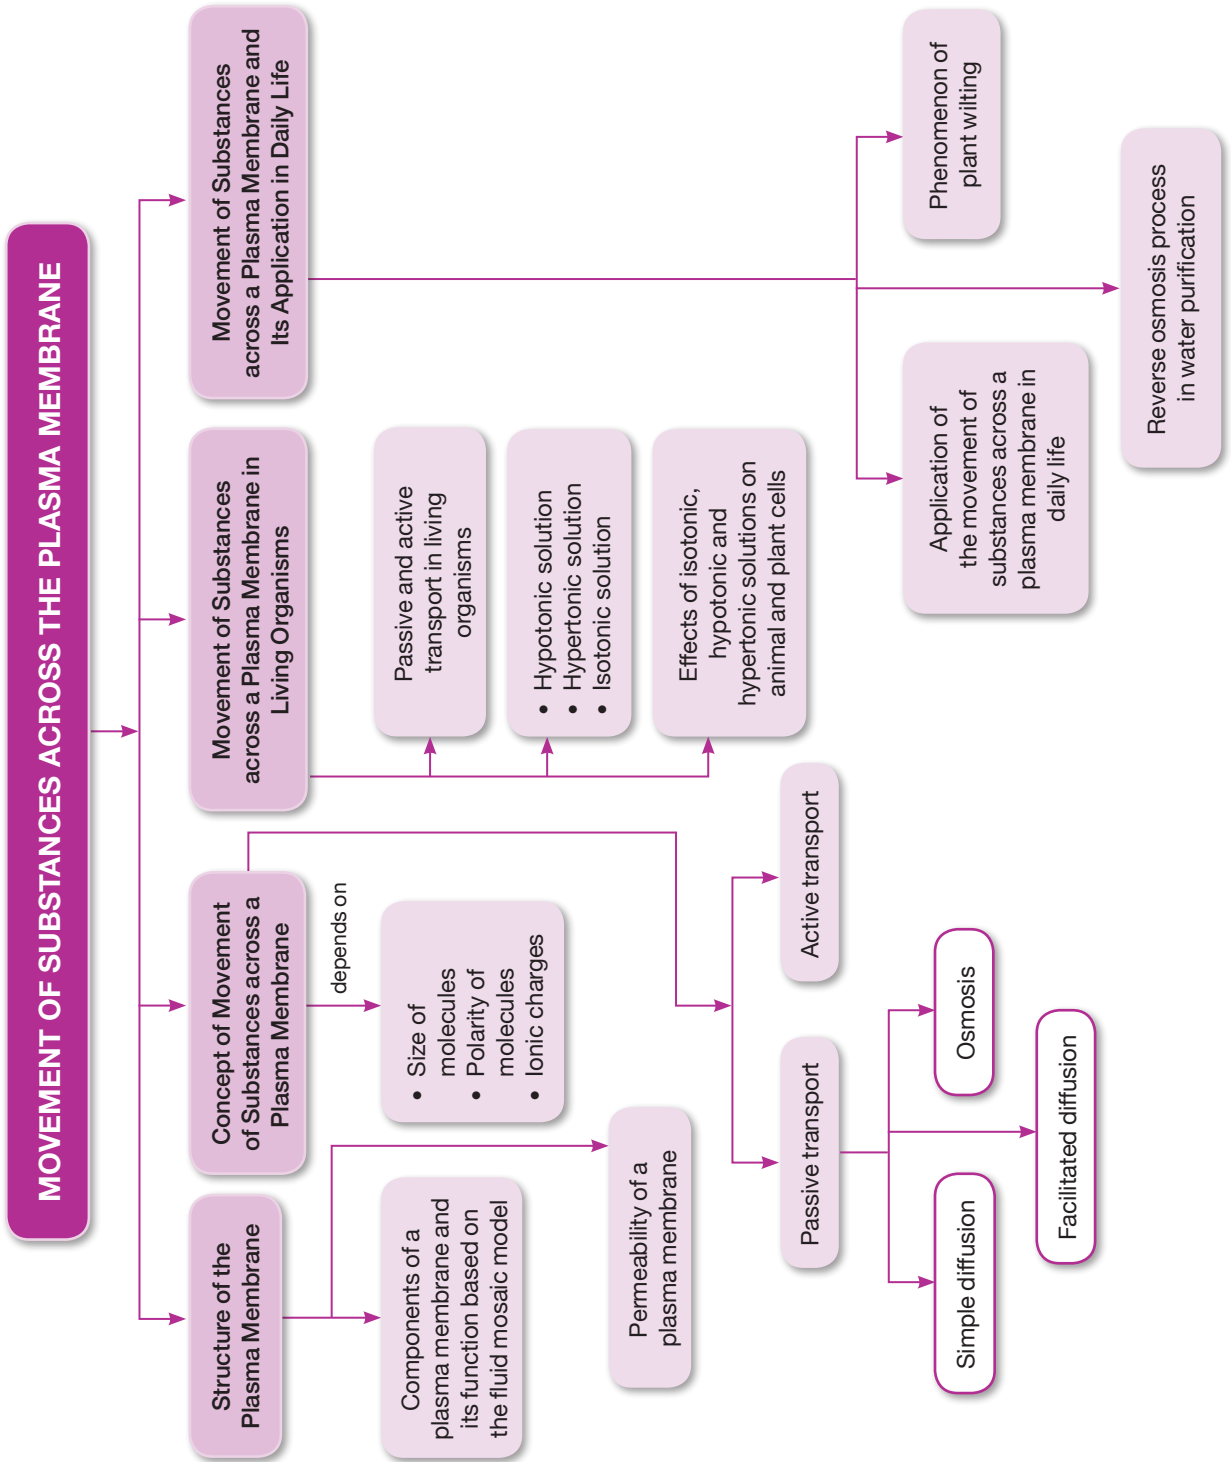 MOVEMENT OF SUBSTANCES ACROSS THE PLASMA MEMBRANE
Structure of the
Plasma Membrane
Components of a
plasma membrane and
its function based on
the fluid mosaic model
Permeability of a
plasma membrane
Concept of Movement
of Substances across a
Plasma Membrane
depends on
• Size of
molecules
• Polarity of
molecules
• Ionic charges
Passive transport
Simple diffusion
Facilitated diffusion
Osmosis
Active transport
Movement of Substances
across a Plasma Membrane in
Living Organisms
Passive and active
transport in living
organisms
• Hypotonic solution
• Hypertonic solution
• Isotonic solution
Effects of isotonic,
hypotonic and
hypertonic solutions on
animal and plant cells
Movement of Substances
across a Plasma Membrane and
Its Application in Daily Life
Application of
the movement of
substances across a
plasma membrane in
daily life
Reverse osmosis process
in water purification
Phenomenon of
plant wilting